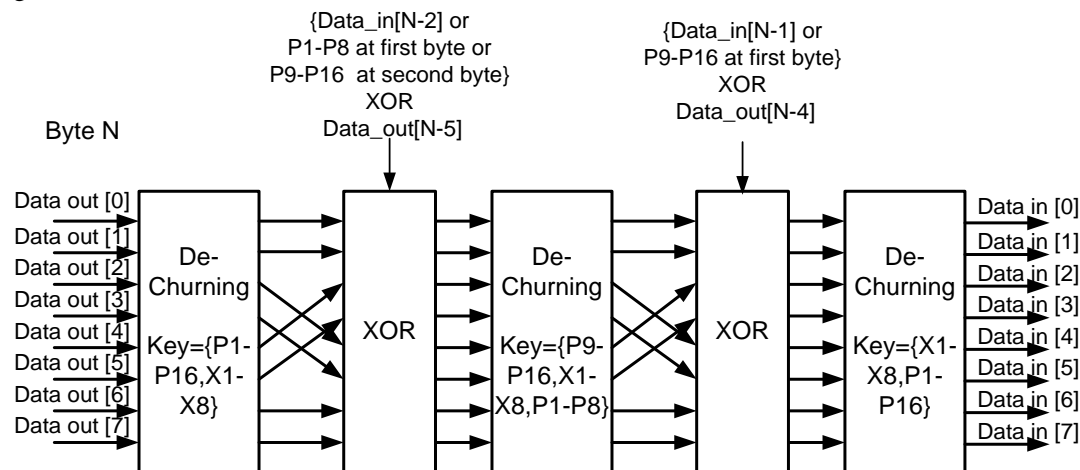 {Data_in[N-2] or
P1-P8 at first byte or
P9-P16 at second byte}
XOR
Data_out[N-5]
{Data_in[N-1] or
P9-P16 at first byte}
XOR
Data_out[N-4]
Byte N
Data out [0]
Data out [1]
Data out [2]
Data out [3]
Data out [4]
Data out [5]
Data out [6]
Data out [7]
De-
Churning
Key={P1-
P16,X1-
X8}
XOR
De-
Churning
Key={P9-
P16,X1-
X8,P1-P8}
XOR
De-
Churning
Key={X1-
X8,P1-
P16}
Data in [0]
Data in [1]
Data in [2]
Data in [3]
Data in [4]
Data in [5]
Data in [6]
Data in [7]